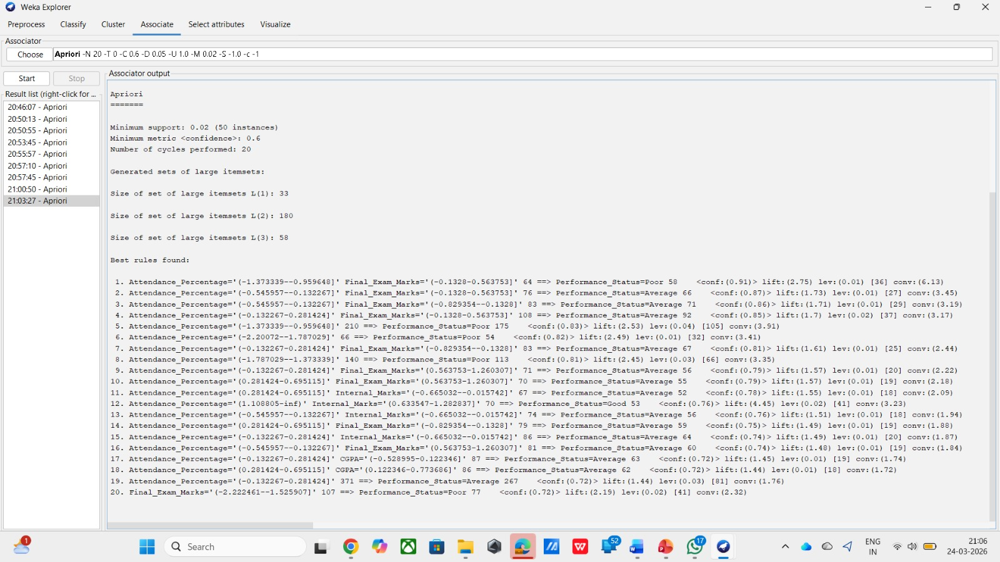 Weka Explorer
Preprocess Classify Cluster Associate Select attributes Visualize
Associator
Choose Apriori -N 20 -T 0 -C 0.6 -D 0.05 -U 1.0 -M 0.02 -S -1.0 -c -1
Start Stop
Result list (right-click for ...
20:46:07 - Apriori
20:50:13 - Apriori
20:50:55 - Apriori
20:53:45 - Apriori
20:55:57 - Apriori
20:57:10 - Apriori
20:57:45 - Apriori
21:00:50 - Apriori
21:03:27 - Apriori
Associator output
Apriori
=======
Minimum support: 0.02 (50 instances)
Minimum metric <confidence>: 0.6
Number of cycles performed: 20
Generated sets of large itemsets:
Size of set of large itemsets L(1): 33
Size of set of large itemsets L(2): 180
Size of set of large itemsets L(3): 58
Best rules found:
1. Attendance_Percentage='(-1.373339--0.959648]' Final_Exam_Marks='(-0.1328-0.563753]' 64 ==> Performance_Status=Poor 58 <conf:(0.91)> lift:(2.75) lev:(0.01) [36] conv:(6.13)
2. Attendance_Percentage='(-0.545957--0.132267]' Final_Exam_Marks='(-0.1328-0.563753]' 76 ==> Performance_Status=Average 66 <conf:(0.87)> lift:(1.73) lev:(0.01) [27] conv:(3.45)
3. Attendance_Percentage='(-0.545957--0.132267]' Final_Exam_Marks='(-0.829354--0.1328]' 83 ==> Performance_Status=Average 71 <conf:(0.86)> lift:(1.71) lev:(0.01) [29] conv:(3.19)
4. Attendance_Percentage='(-0.132267-0.281424]' Final_Exam_Marks='(-0.1328-0.563753]' 108 ==> Performance_Status=Average 92 <conf:(0.85)> lift:(1.7) lev:(0.02) [37] conv:(3.17)
5. Attendance_Percentage='(-1.373339--0.959648]' 210 ==> Performance_Status=Poor 175 <conf:(0.83)> lift:(2.53) lev:(0.04) [105] conv:(3.91)
6. Attendance_Percentage='(-2.20072--1.787029]' 66 ==> Performance_Status=Poor 54 <conf:(0.82)> lift:(2.49) lev:(0.01) [32] conv:(3.41)
7. Attendance_Percentage='(-0.132267-0.281424]' Final_Exam_Marks='(-0.829354--0.1328]' 83 ==> Performance_Status=Average 67 <conf:(0.81)> lift:(1.61) lev:(0.01) [25] conv:(2.44)
8. Attendance_Percentage='(-1.787029--1.373339]' 140 ==> Performance_Status=Poor 113 <conf:(0.81)> lift:(2.45) lev:(0.03) [66] conv:(3.35)
9. Attendance_Percentage='(-0.132267-0.281424]' Final_Exam_Marks='(0.563753-1.260307]' 71 ==> Performance_Status=Average 56 <conf:(0.79)> lift:(1.57) lev:(0.01) [20] conv:(2.22)
10. Attendance_Percentage='(0.281424-0.695115]' Final_Exam_Marks='(0.563753-1.260307]' 70 ==> Performance_Status=Average 55 <conf:(0.79)> lift:(1.57) lev:(0.01) [19] conv:(2.18)
11. Attendance_Percentage='(0.281424-0.695115]' Internal_Marks='(-0.665032--0.015742]' 67 ==> Performance_Status=Average 52 <conf:(0.78)> lift:(1.55) lev:(0.01) [18] conv:(2.09)
12. Attendance_Percentage='(1.108805-inf)' Internal_Marks='(0.633547-1.282837]' 70 ==> Performance_Status=Good 53 <conf:(0.76)> lift:(4.45) lev:(0.02) [41] conv:(3.23)
13. Attendance_Percentage='(-0.545957--0.132267]' Internal_Marks='(-0.665032--0.015742]' 74 ==> Performance_Status=Average 56 <conf:(0.76)> lift:(1.51) lev:(0.01) [18] conv:(1.94)
14. Attendance_Percentage='(0.281424-0.695115]' Final_Exam_Marks='(-0.829354--0.1328]' 79 ==> Performance_Status=Average 59 <conf:(0.75)> lift:(1.49) lev:(0.01) [19] conv:(1.88)
15. Attendance_Percentage='(-0.132267-0.281424]' Internal_Marks='(-0.665032--0.015742]' 86 ==> Performance_Status=Average 64 <conf:(0.74)> lift:(1.49) lev:(0.01) [20] conv:(1.87)
16. Attendance_Percentage='(-0.545957--0.132267]' Final_Exam_Marks='(0.563753-1.260307]' 81 ==> Performance_Status=Average 60 <conf:(0.74)> lift:(1.48) lev:(0.01) [19] conv:(1.84)
17. Attendance_Percentage='(-0.132267-0.281424]' CGPA='(-0.528995-0.122346]' 87 ==> Performance_Status=Average 63 <conf:(0.72)> lift:(1.45) lev:(0.01) [19] conv:(1.74)
18. Attendance_Percentage='(0.281424-0.695115]' CGPA='(0.122346-0.773686]' 86 ==> Performance_Status=Average 62 <conf:(0.72)> lift:(1.44) lev:(0.01) [18] conv:(1.72)
19. Attendance_Percentage='(-0.132267-0.281424]' 371 ==> Performance_Status=Average 267 <conf:(0.72)> lift:(1.44) lev:(0.03) [81] conv:(1.76)
20. Final_Exam_Marks='(-2.222461--1.525907]' 107 ==> Performance_Status=Poor 77 <conf:(0.72)> lift:(2.19) lev:(0.02) [41] conv:(2.32)
1
Search
52
17
ENG
IN
21:06
24-03-2026